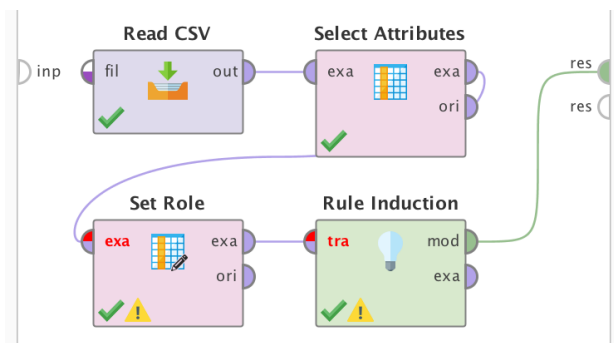 Read CSV
Select Attributes
inp
fil
out
exa
exa
ori
res
res
Set Role
Rule Induction
exa
exa
ori
tra
mod
exa